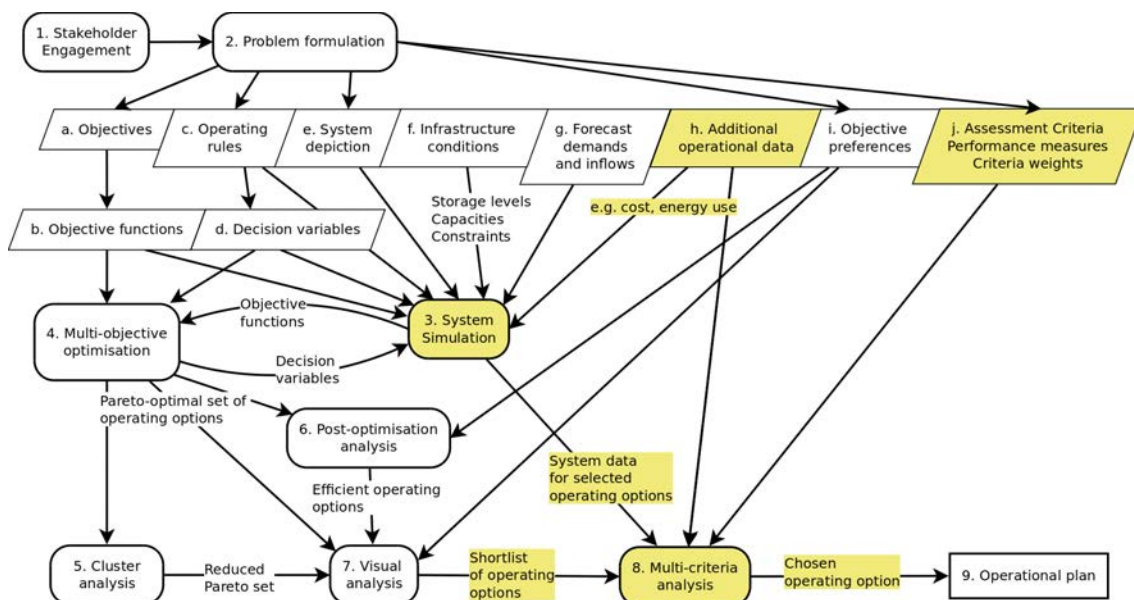 1. Stakeholder
Engagement
2. Problem formulation
a. Objectives
c. Operating
rules
e. System
depiction
f. Infrastructure
conditions
g. Forecast
demands
and inflows
h. Additional
operational data
i. Objective
preferences
j. Assessment Criteria
Performance measures
Criteria weights
Storage levels
Capacities
Constraints
e.g. cost, energy use
b. Objective functions
d. Decision variables
Objective
functions
3. System
Simulation
4. Multi-objective
optimisation
Decision
variables
Pareto-optimal set of
operating options
6. Post-optimisation
analysis
System data
for selected
operating options
Efficient operating
options
5. Cluster
analysis
Reduced
Pareto set
7. Visual
analysis
Shortlist
of operating
options
8. Multi-criteria
analysis
Chosen
operating option
9. Operational plan